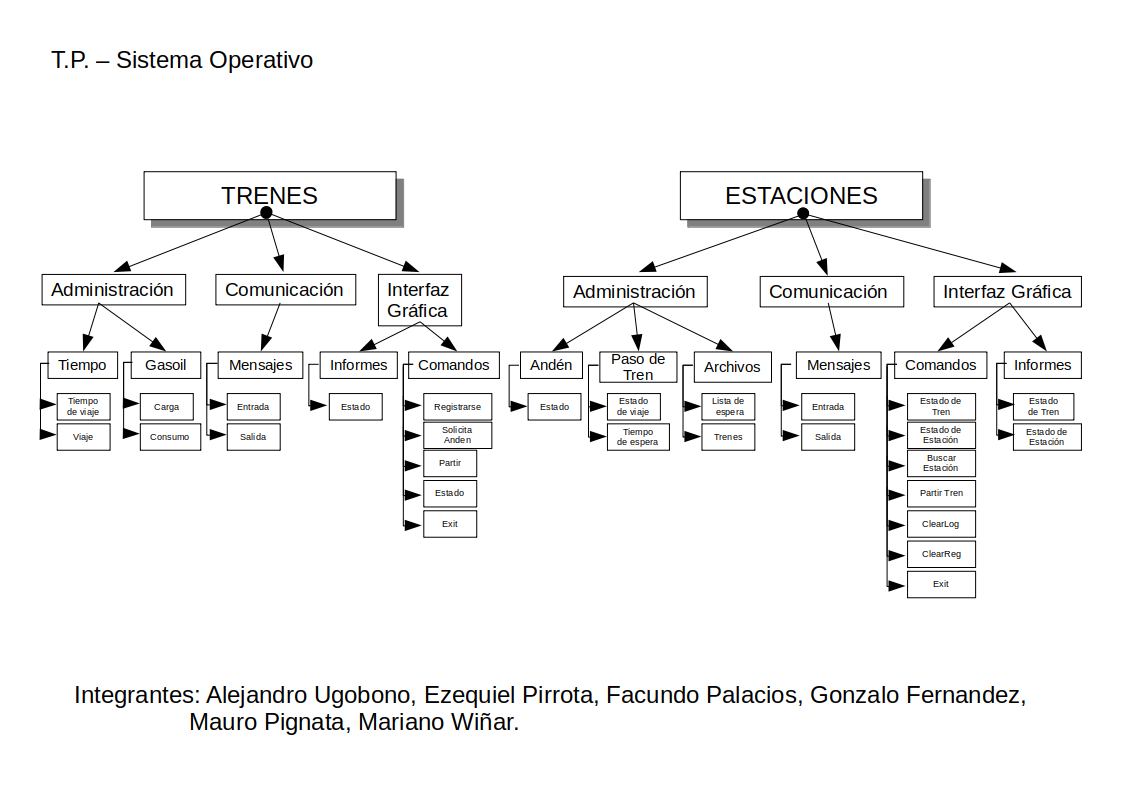 T.P. – Sistema Operativo
TRENES
ESTACIONES
Administración
Comunicación
Interfaz
Gráfica
Administración
Comunicación
Interfaz Gráfica
Tiempo
Gasoil
Mensajes
Informes
Comandos
Andén
Paso de
Tren
Archivos
Mensajes
Comandos
Informes
Tiempo
de viaje
Viaje
Carga
Consumo
Entrada
Salida
Estado
Registrarse
Solicita
Anden
Partir
Estado
Exit
Estado
Estado
de viaje
Tiempo
de espera
Lista de
espera
Trenes
Entrada
Salida
Estado de
Tren
Estado de
Estación
Buscar
Estación
Partir Tren
ClearLog
ClearReg
Exit
Estado
de Tren
Estado de
Estación
Integrantes: Alejandro Ugobono, Ezequiel Pirrota, Facundo Palacios, Gonzalo Fernandez,
Mauro Pignata, Mariano Wiñar.